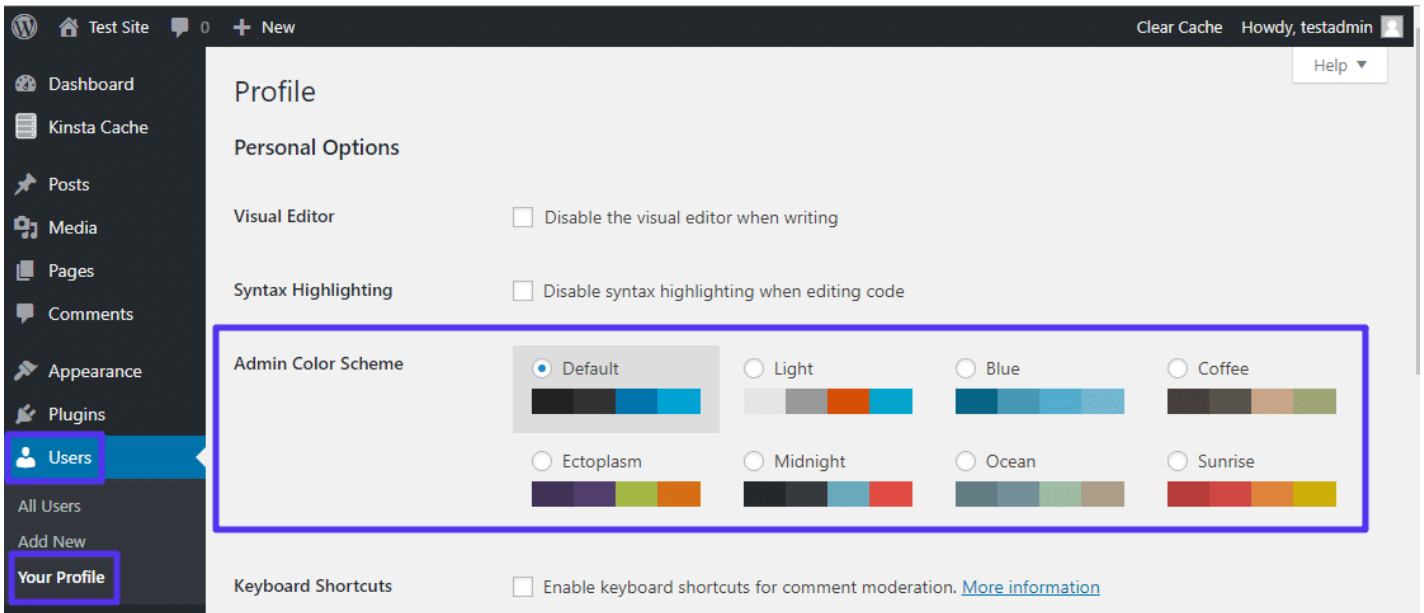 Test Site 0 + New Clear Cache Howdy, testadmin
Help ▼
Dashboard
Kinsta Cache
Posts
Media
Pages
Comments
Appearance
Plugins
Users
All Users
Add New
Your Profile
Profile
Personal Options
Visual Editor Disable the visual editor when writing
Syntax Highlighting Disable syntax highlighting when editing code
Admin Color Scheme Default Light Blue Coffee
Ectoplasm Midnight Ocean Sunrise
Keyboard Shortcuts Enable keyboard shortcuts for comment moderation. More information